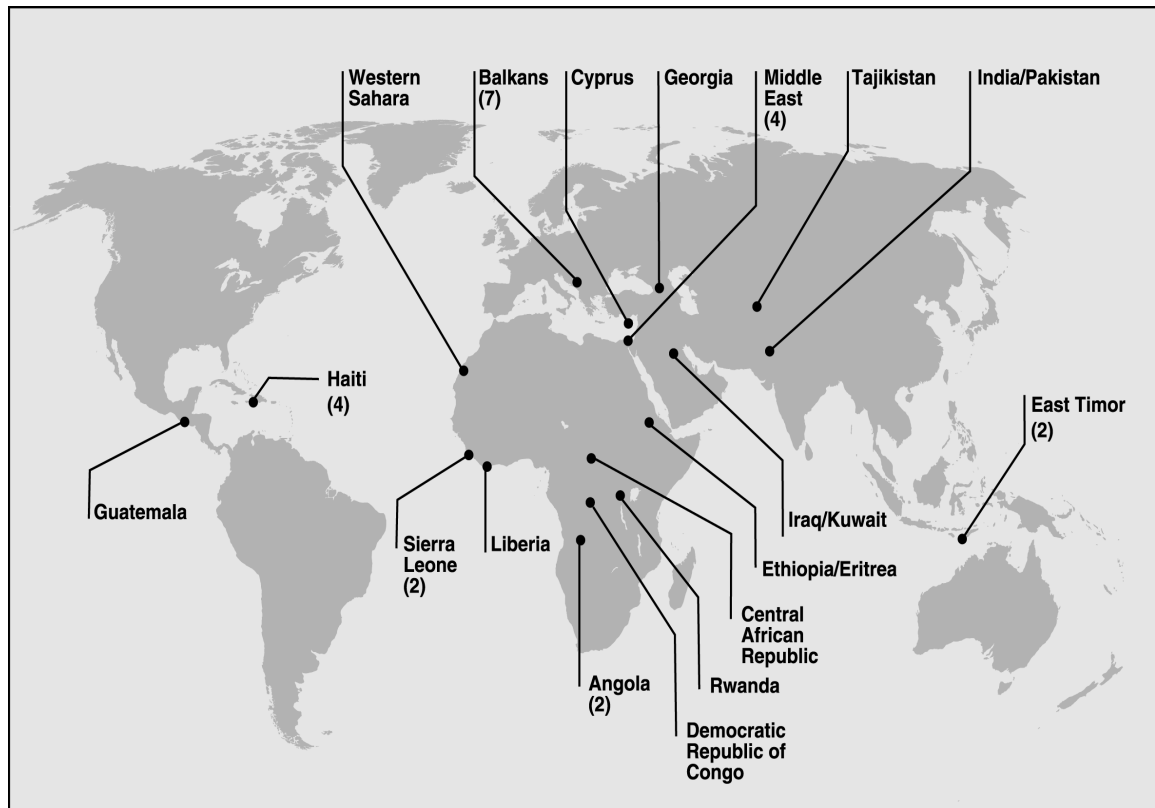 Western
Sahara
Balkans
(7)
Cyprus
Georgia
Middle
East
(4)
Tajikistan
India/Pakistan
Haiti
(4)
East Timor
(2)
Guatemala
Sierra
Leone
(2)
Liberia
Iraq/Kuwait
Ethiopia/Eritrea
Central
African
Republic
Angola
(2)
Rwanda
Democratic
Republic of
Congo